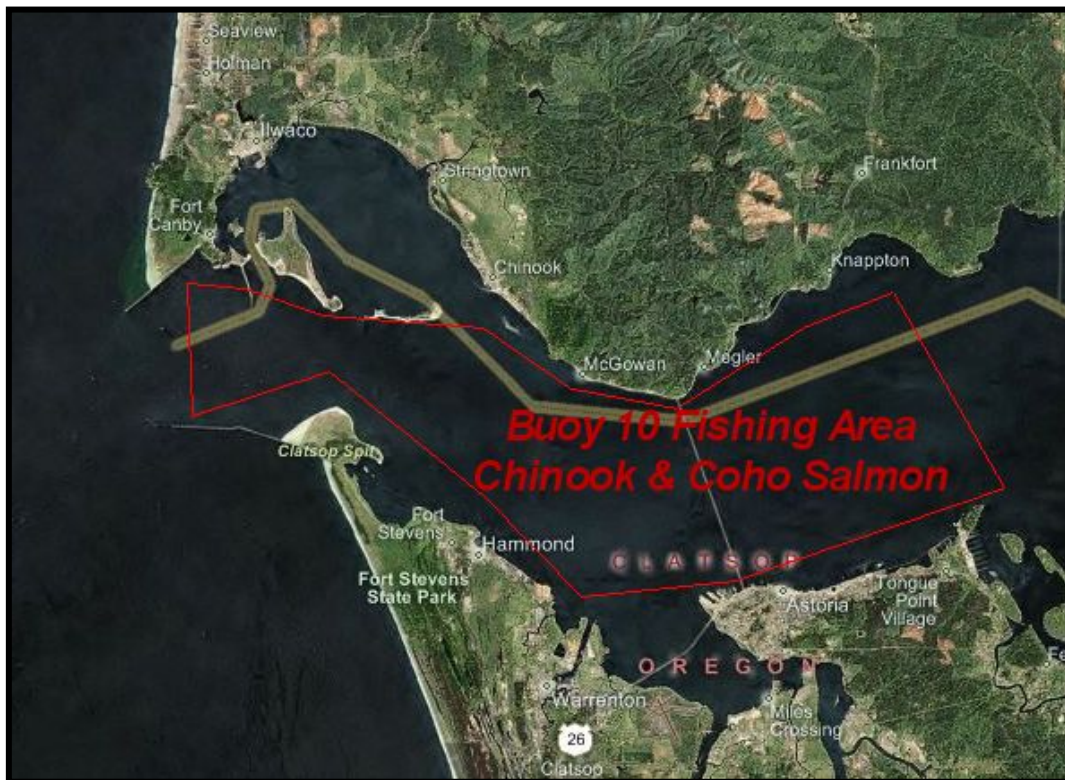 Seaview
Holman
Ilwaco
Stringtown
Frankfort
Fort
Canby
Chinook
Knappton
McGowan
Megler
Buoy 10 Fishing Area
Chinook & Coho Salmon
Clatsop Spit
Fort
Stevens
Hammond
CLATSOP
Fort Stevens
State Park
Astoria
Tongue
Point
Village
OREGON
Warrenton
Miles
Crossing
26
Clatsop